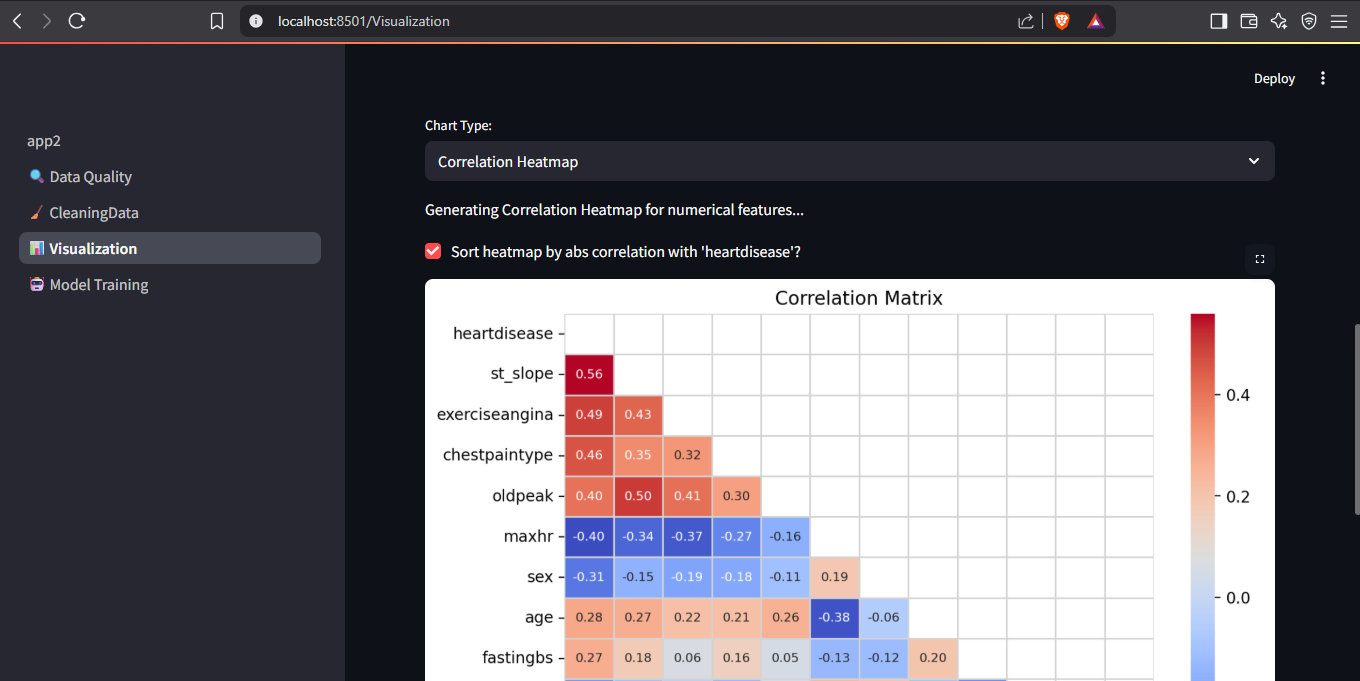 localhost:8501/Visualization
Deploy
app2
Data Quality
CleaningData
Visualization
Model Training
Chart Type:
Correlation Heatmap
Generating Correlation Heatmap for numerical features...
Sort heatmap by abs correlation with 'heartdisease'?
Correlation Matrix
heartdisease
st_slope 0.56
exerciseangina 0.49 0.43
chestpaintype 0.46 0.35 0.32
oldpeak 0.40 0.50 0.41 0.30
maxhr -0.40 -0.34 -0.37 -0.27 -0.16
sex -0.31 -0.15 -0.19 -0.18 -0.11 0.19
age 0.28 0.27 0.22 0.21 0.26 -0.38 -0.06
fastingbs 0.27 0.18 0.06 0.16 0.05 -0.13 -0.12 0.20
0.4
0.2
0.0